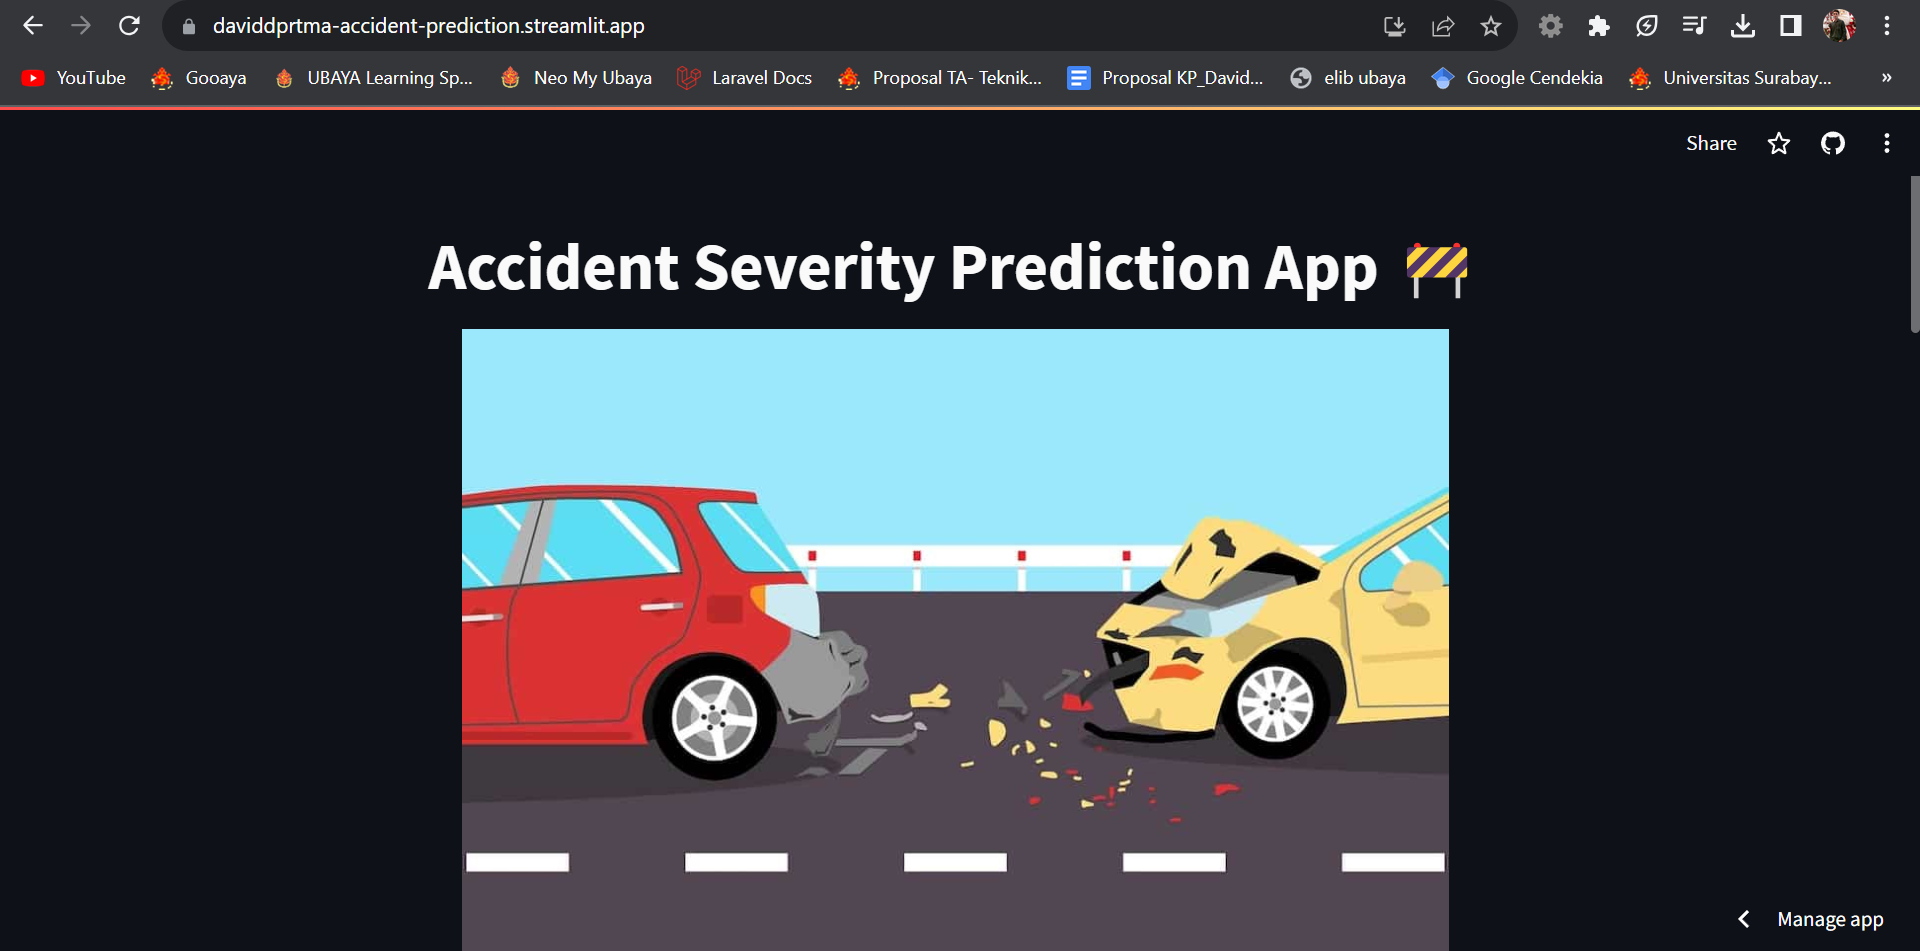 daviddprtma-accident-prediction.streamlit.app
YouTube Gooaya UBAYA Learning Sp... Neo My Ubaya Laravel Docs Proposal TA- Teknik... Proposal KP_David... elib ubaya Google Cendekia Universitas Surabay... »
Share
Accident Severity Prediction App
Manage app